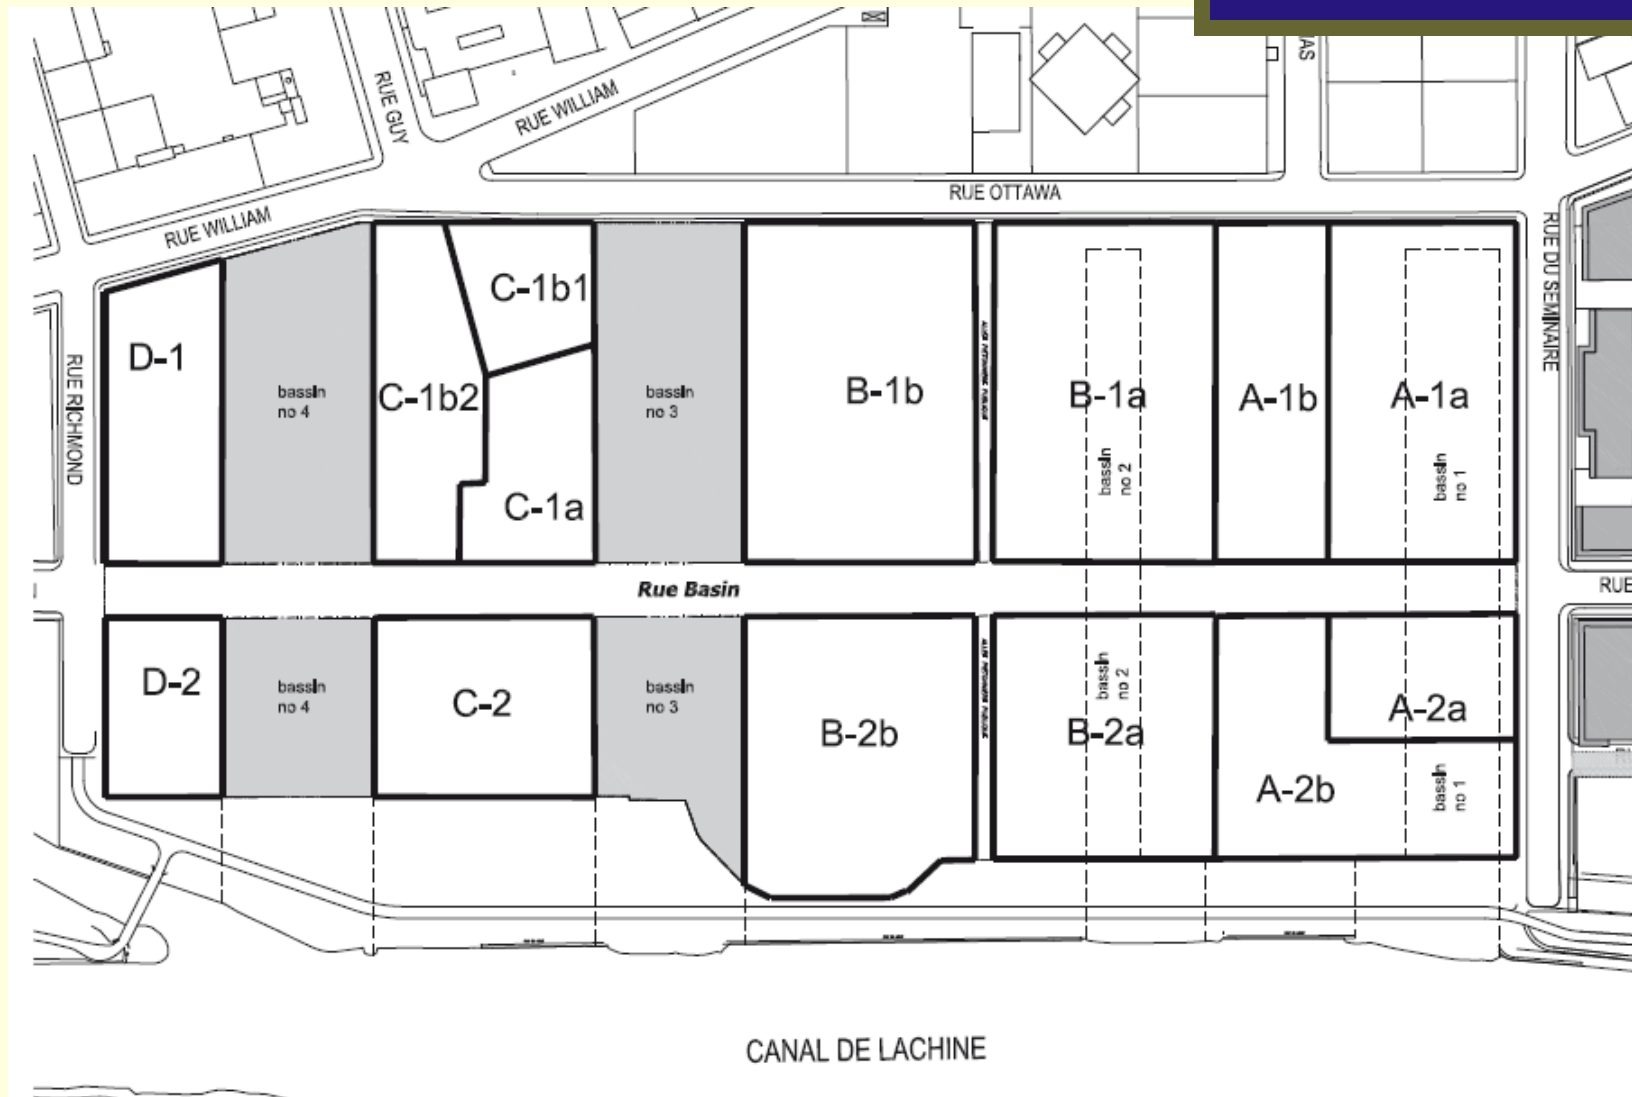 RUE GUY
RUE WILLIAM
RUE OTTAWA
RUE WILLIAM
RUE DU SEMINAIRE
RUE RICHMOND
D-1
bassin
no 4
C-1b2
C-1b1
C-1a
bassin
no 3
B-1b
B-1a
bassin
no 2
A-1b
A-1a
bassin
no 1
Rue Basin
RUE
D-2
bassin
no 4
C-2
bassin
no 3
B-2b
bassin
no 2
B-2a
A-2b
A-2a
bassin
no 1
CANAL DE LACHINE